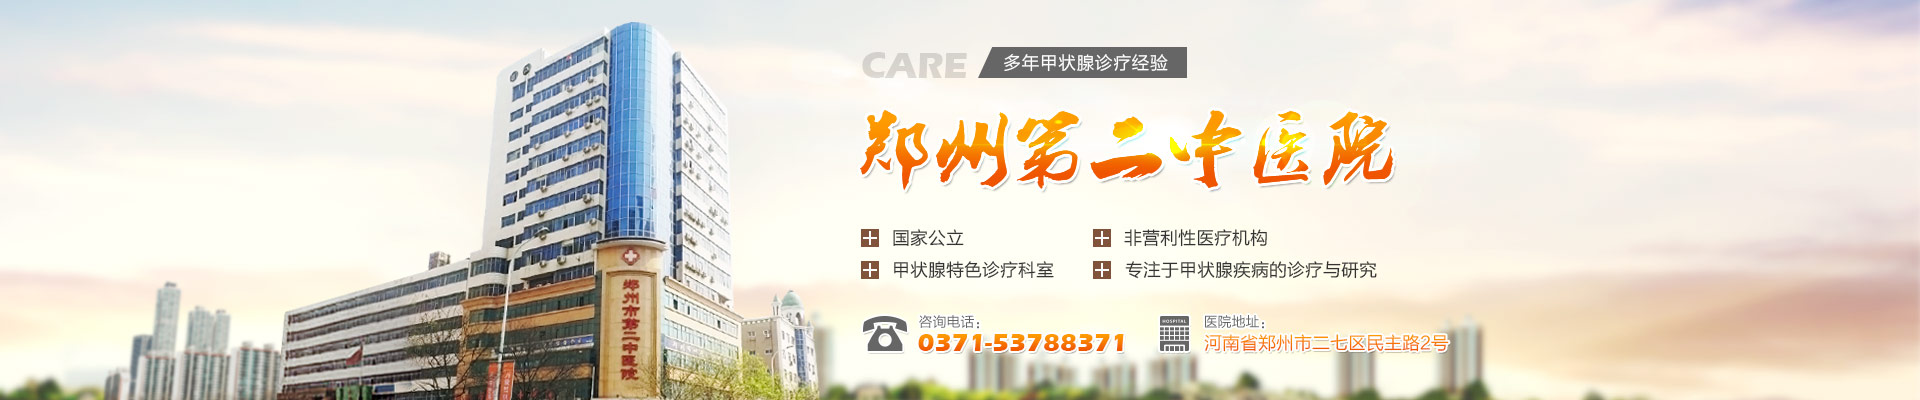 CARE 多年甲状腺诊疗经验
郑州第二中医院
国家公立
非营利性医疗机构
甲状腺特色诊疗科室
专注于甲状腺疾病的诊疗与研究
咨询电话:
0371-53788371
HOSPITAL
医院地址:
河南省郑州市二七区民主路2号
郑州市第二中医院